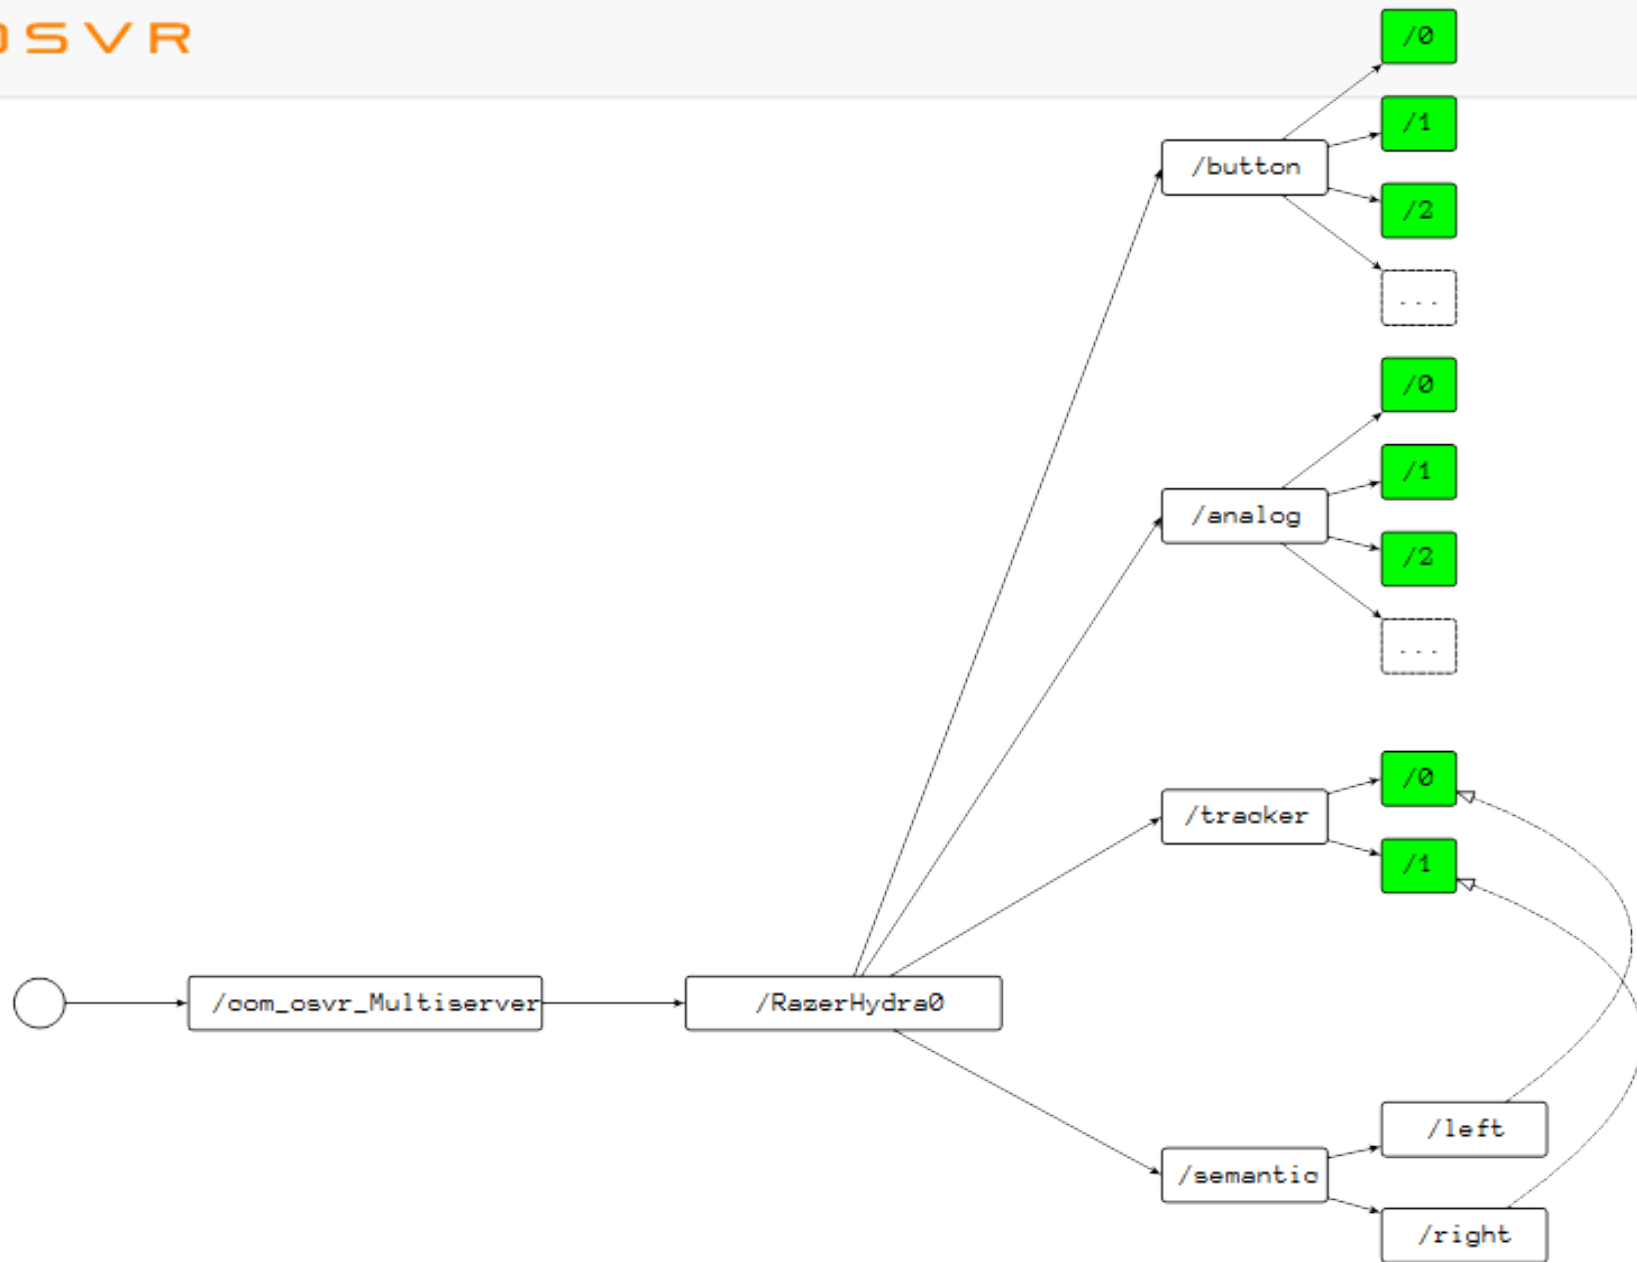 OSVR
/0
/1
/button
/2
...
/0
/1
/analog
/2
...
/0
/tracker
/1
/com_osvr_Multiserver
/RazerHydra0
/left
/semantic
/right